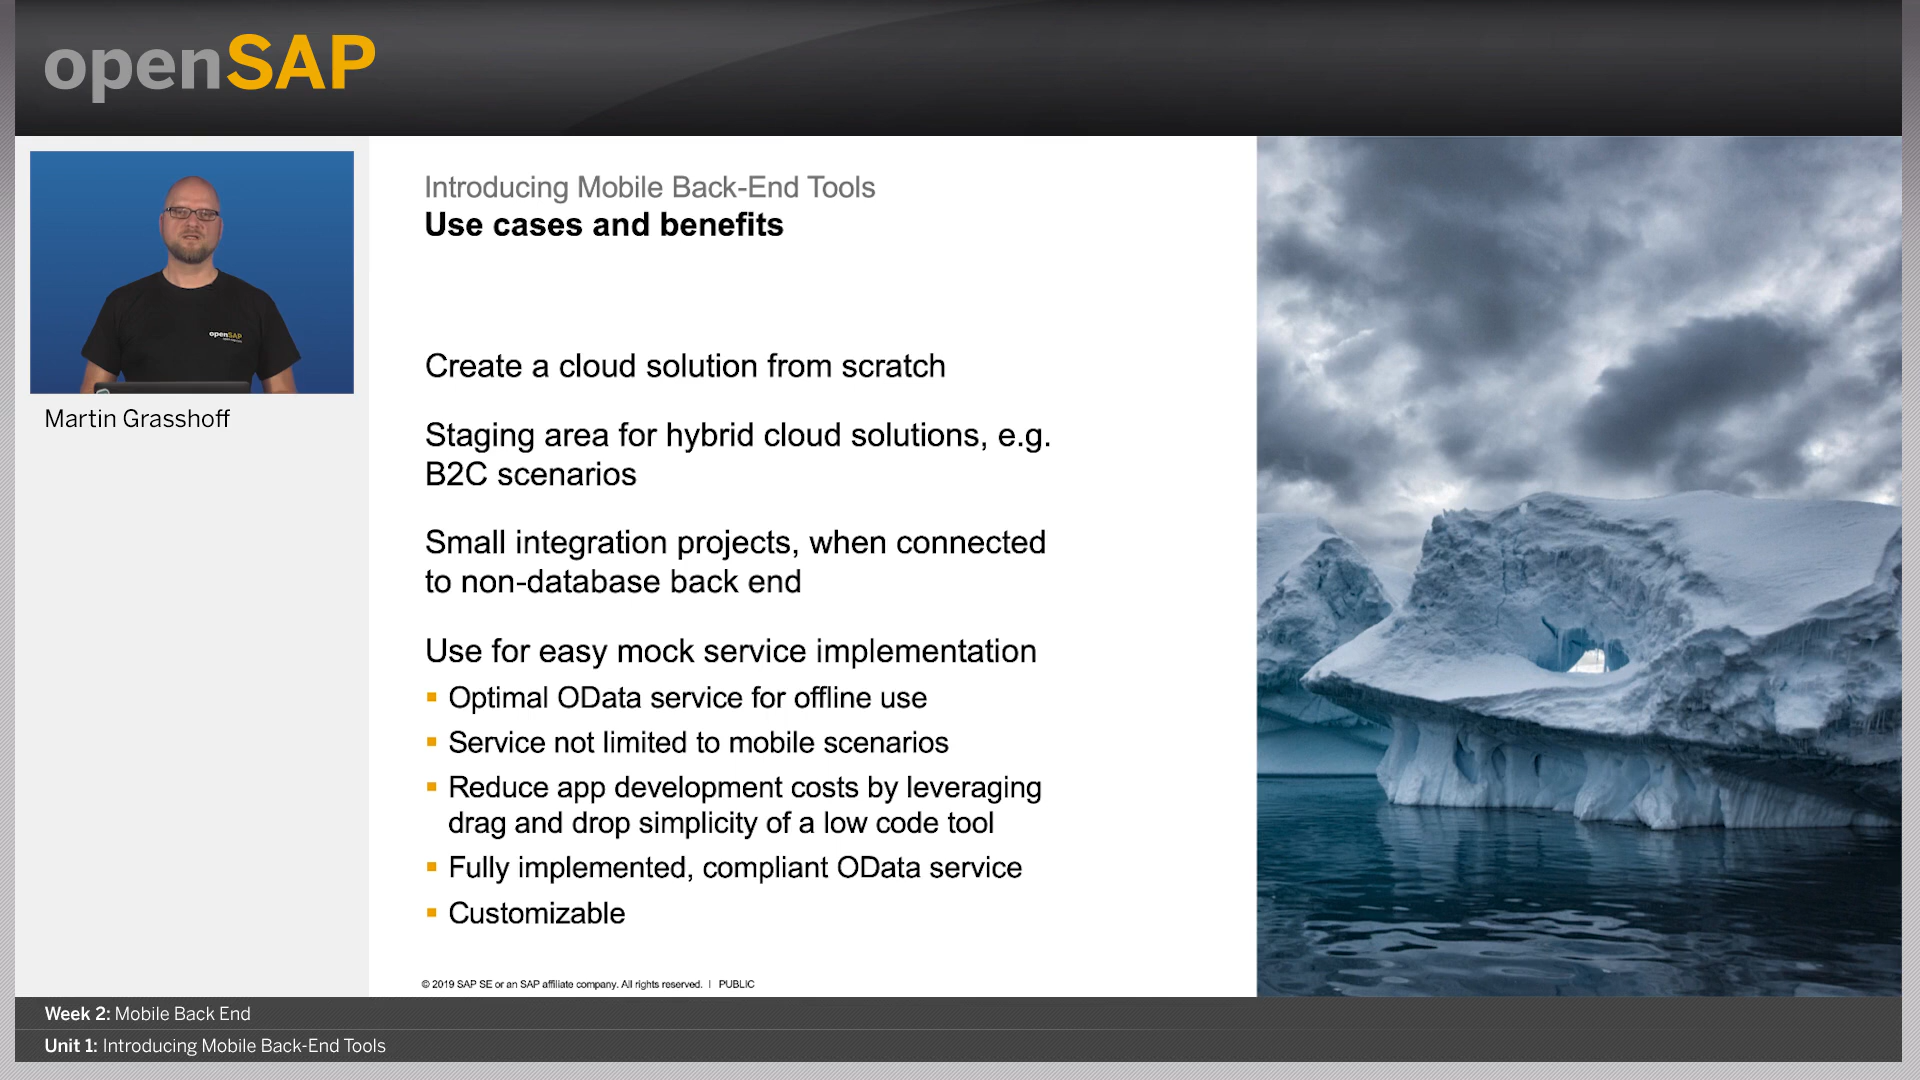 openSAP
openSAP
Martin Grasshoff
Introducing Mobile Back-End Tools
Use cases and benefits
Create a cloud solution from scratch
Staging area for hybrid cloud solutions, e.g.
B2C scenarios
Small integration projects, when connected
to non-database back end
Use for easy mock service implementation
Optimal OData service for offline use
Service not limited to mobile scenarios
Reduce app development costs by leveraging
drag and drop simplicity of a low code tool
Fully implemented, compliant OData service
Customizable
© 2019 SAP SE or an SAP affiliate company. All rights reserved. | PUBLIC
Week 2: Mobile Back End
Unit 1: Introducing Mobile Back-End Tools